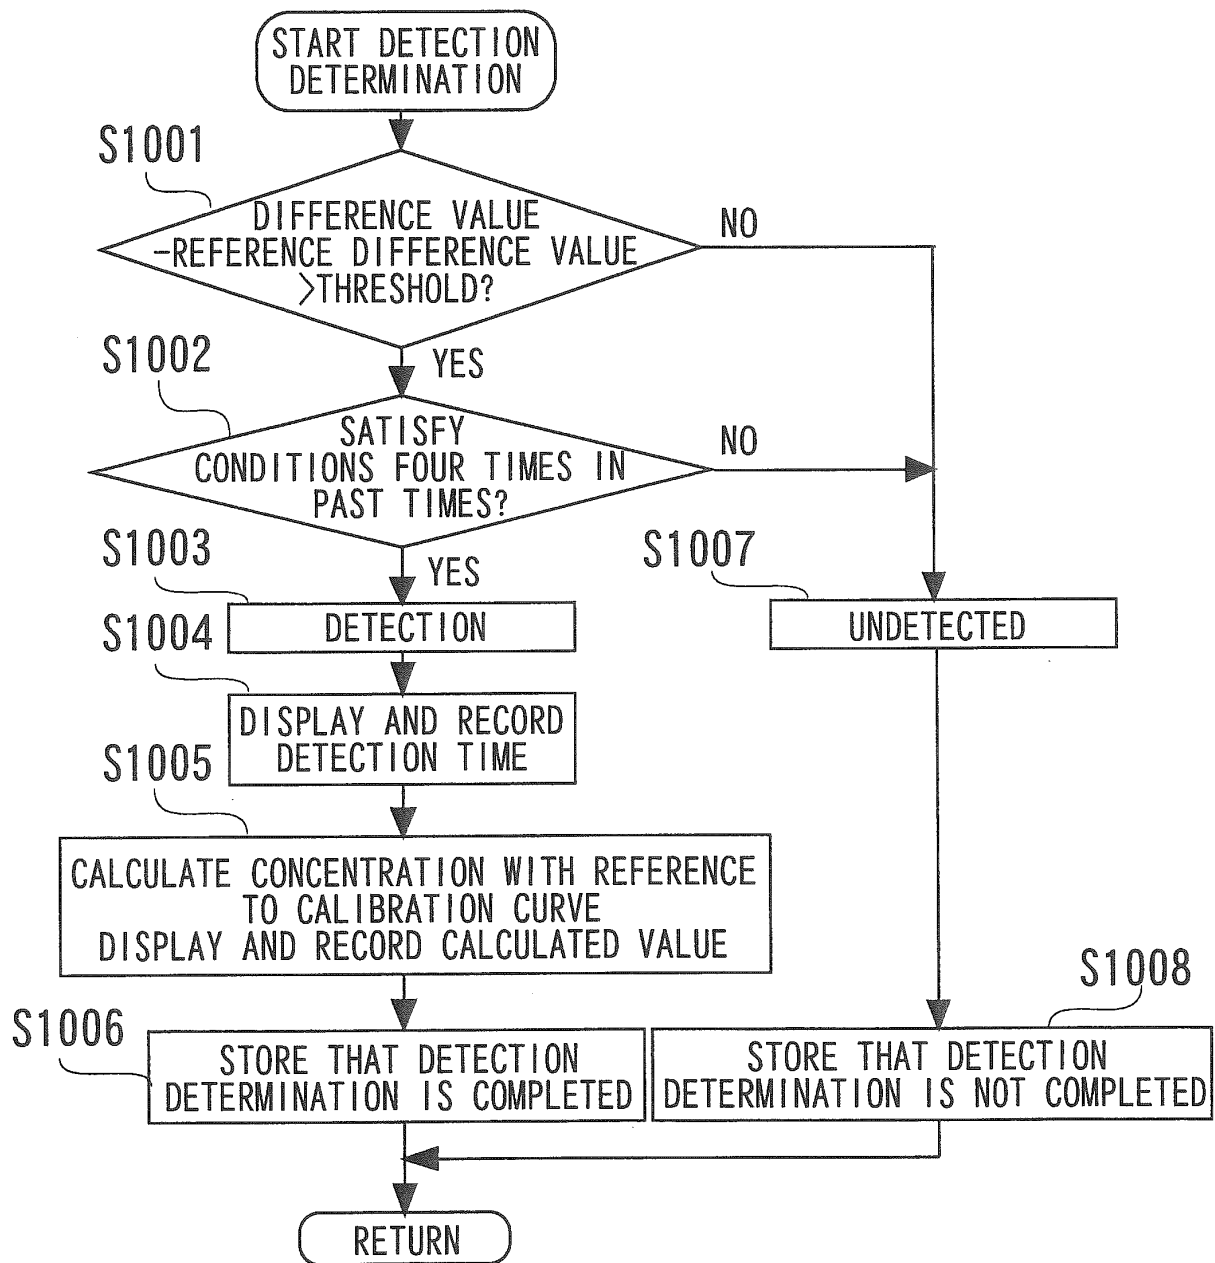 START DETECTION
DETERMINATION
S1001
DIFFERENCE VALUE
-REFERENCE DIFFERENCE VALUE
>THRESHOLD?
NO
YES
S1002
SATISFY
CONDITIONS FOUR TIMES IN
PAST TIMES?
NO
YES
S1003
DETECTION
S1007
UNDETECTED
S1004
DISPLAY AND RECORD
DETECTION TIME
S1005
CALCULATE CONCENTRATION WITH REFERENCE
TO CALIBRATION CURVE
DISPLAY AND RECORD CALCULATED VALUE
S1006
STORE THAT DETECTION
DETERMINATION IS COMPLETED
S1008
STORE THAT DETECTION
DETERMINATION IS NOT COMPLETED
RETURN